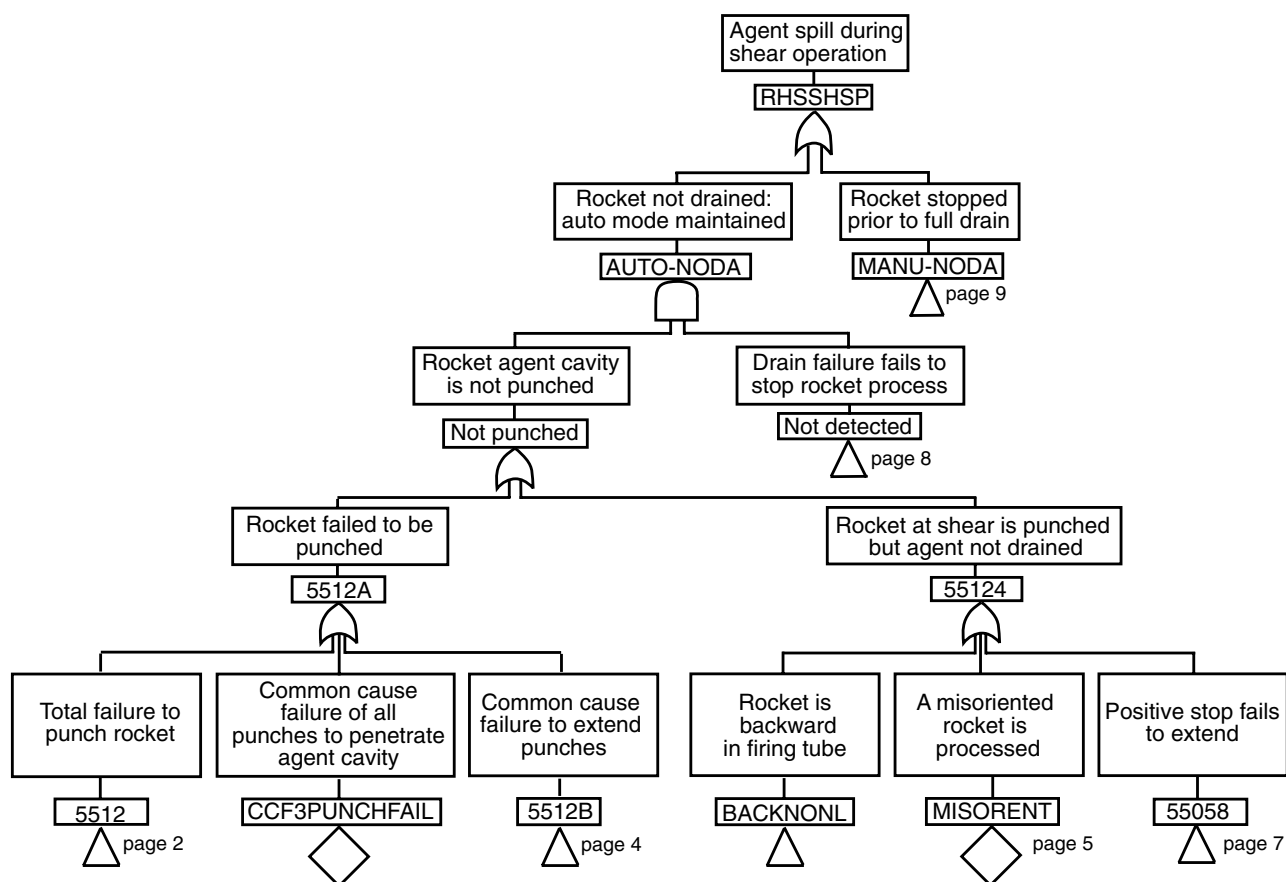 Agent spill during
shear operation
RHSSHSP
Rocket not drained:
auto mode maintained
AUTO-NODA
Rocket stopped
prior to full drain
MANU-NODA
page 9
Rocket agent cavity
is not punched
Not punched
Drain failure fails to
stop rocket process
Not detected
page 8
Rocket failed to be
punched
5512A
Rocket at shear is punched
but agent not drained
55124
Total failure to
punch rocket
5512
page 2
Common cause
failure of all
punches to penetrate
agent cavity
CCF3PUNCHFAIL
Common cause
failure to extend
punches
5512B
page 4
Rocket is
backward
in firing tube
BACKNONL
A misoriented
rocket is
processed
MISORENT
page 5
Positive stop fails
to extend
55058
page 7